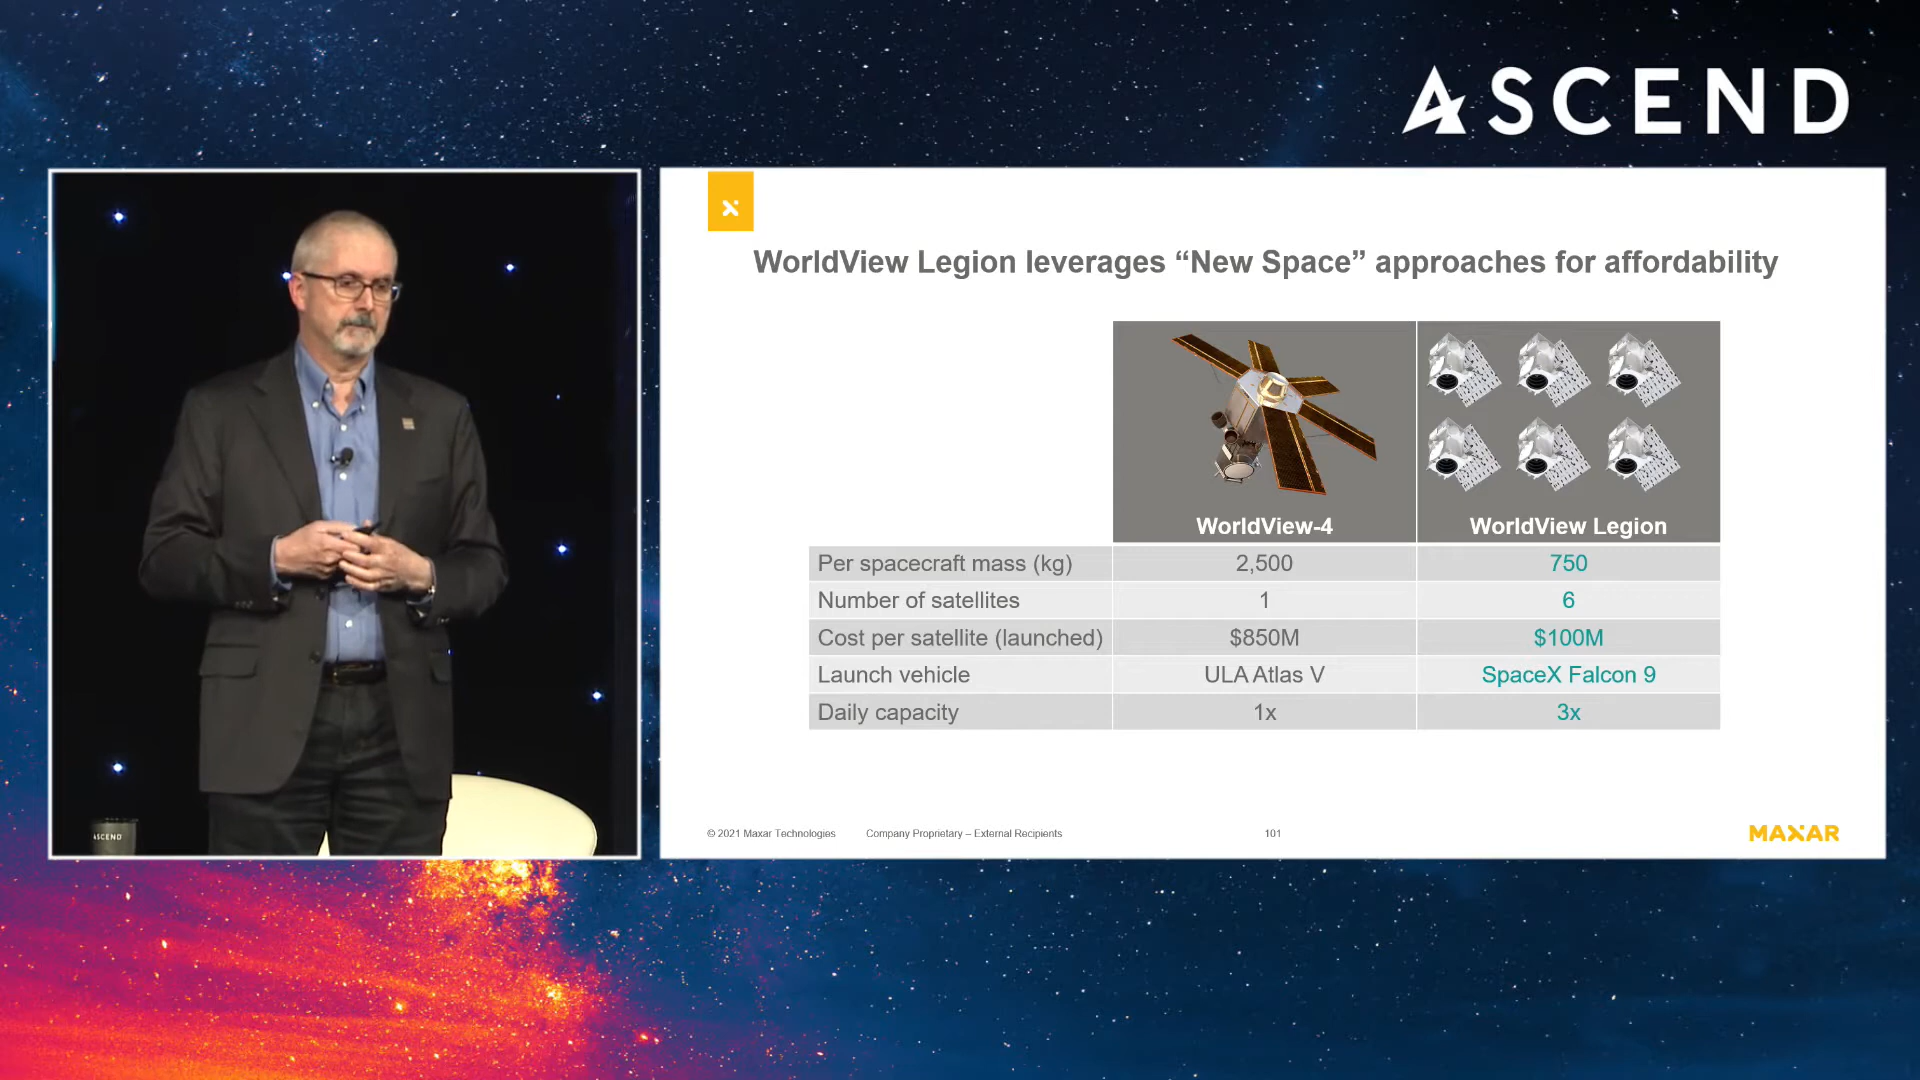 ASCEND
WorldView Legion leverages “New Space” approaches for affordability
WorldView-4 WorldView Legion
Per spacecraft mass (kg) 2,500 750
Number of satellites 1 6
Cost per satellite (launched) $850M $100M
Launch vehicle ULA Atlas V SpaceX Falcon 9
Daily capacity 1x 3x
ASCEND
© 2021 Maxar Technologies Company Proprietary – External Recipients 101 MAXAR